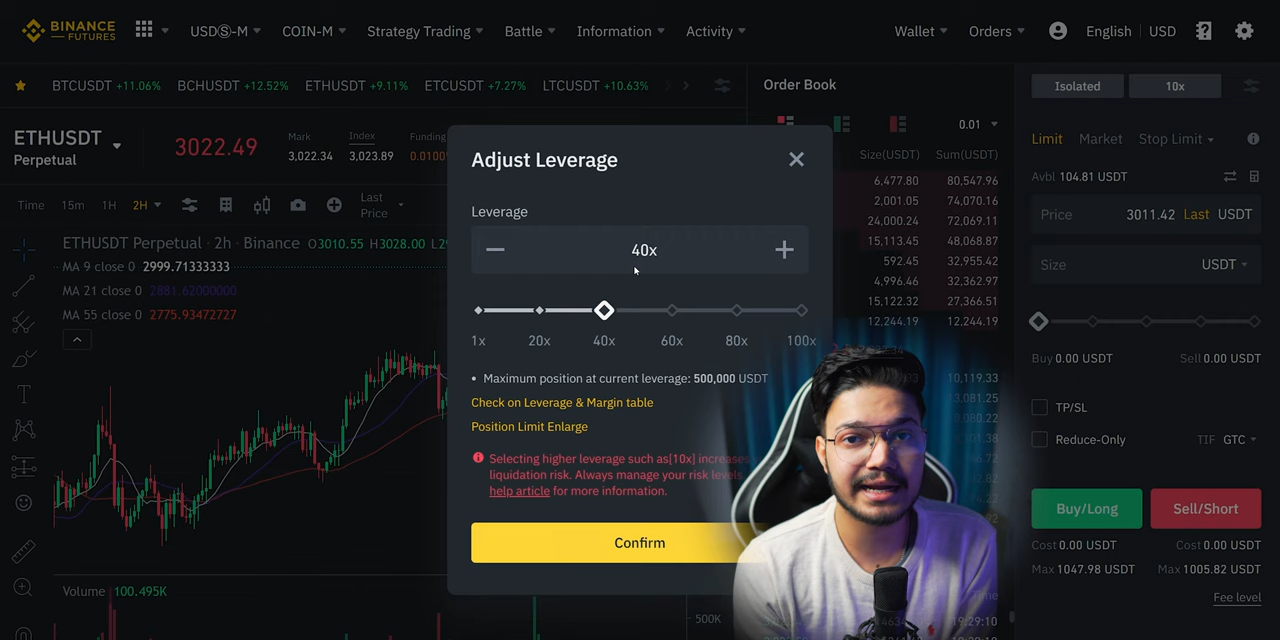 BINANCE
FUTURES
USDⓈ-M
COIN-M
Strategy Trading
Battle
Information
Activity
Wallet
Orders
English
USD
BTCUSDT +11.06%
BCHUSDT +12.52%
ETHUSDT +9.11%
ETCUSDT +7.27%
LTCUSDT +10.63%
Order Book
Isolated
10x
ETHUSDT
Perpetual
3022.49
Mark
3,022.34
Index
3,023.89
Funding
0.0100
0.01
Size(USDT)
Sum(USDT)
Limit
Market
Stop Limit
Avbl 104.81 USDT
Time
15m
1H
2H
Last
Price
Price
3011.42
Last
USDT
Size
USDT
ETHUSDT Perpetual · 2h · Binance O3010.55 H3028.00
MA 9 close 0 2999.71333333
MA 21 close 0 2881.62000000
MA 55 close 0 2775.93472727
6,477.80 80,547.96
2,001.05 74,070.16
24,000.24 72,069.11
15,113.45 48,068.87
592.45 32,955.42
4,496.98 32,362.97
15,122.32 27,366.51
12,244.19 12,244.19
Adjust Leverage
Leverage
40x
1x
20x
40x
60x
80x
100x
Maximum position at current leverage: 500,000 USDT
Check on Leverage & Margin table
Position Limit Enlarge
Selecting higher leverage such as[10x] increases
liquidation risk. Always manage your risk levels
help article for more information.
Confirm
10,119.33
Buy 0.00 USDT
Sell 0.00 USDT
TP/SL
Reduce-Only
TIF
GTC
Buy/Long
Sell/Short
Cost 0.00 USDT
Cost 0.00 USDT
Max 1047.98 USDT
Max 1005.82 USDT
Fee level
Volume 100.495K
500K
Time
19:29:10